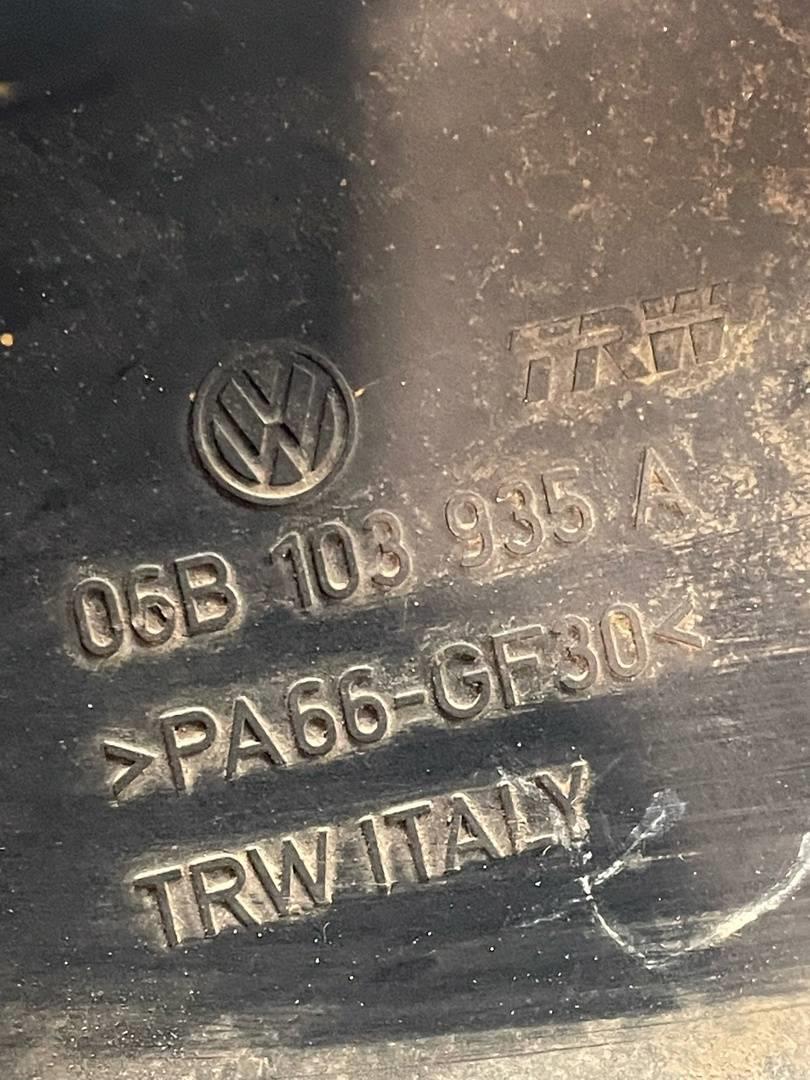 TRW
06B 103 935 A
>PA66-GF30<
TRW ITALY